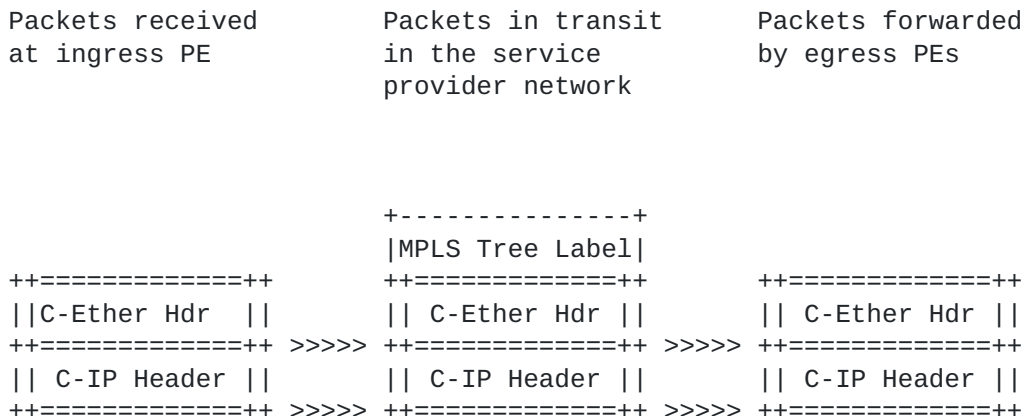 Packets received        Packets in transit      Packets forwarded
at ingress PE           in the service          by egress PEs
                        provider network

                        +---------------+
                        |MPLS Tree Label|
++=============++       ++=============++       ++=============++
||C-Ether Hdr  ||       || C-Ether Hdr ||       || C-Ether Hdr ||
++=============++ >>>>> ++=============++ >>>>> ++=============++
|| C-IP Header ||       || C-IP Header ||       || C-IP Header ||
++=============++ >>>>> ++=============++ >>>>> ++=============++